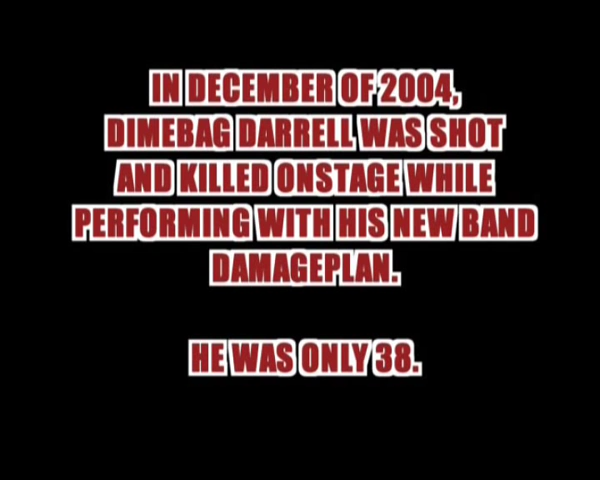 IN DECEMBER OF 2004,
DIMEBAG DARRELL WAS SHOT
AND KILLED ONSTAGE WHILE
PERFORMING WITH HIS NEW BAND
DAMAGEPLAN.
HE WAS ONLY 38.